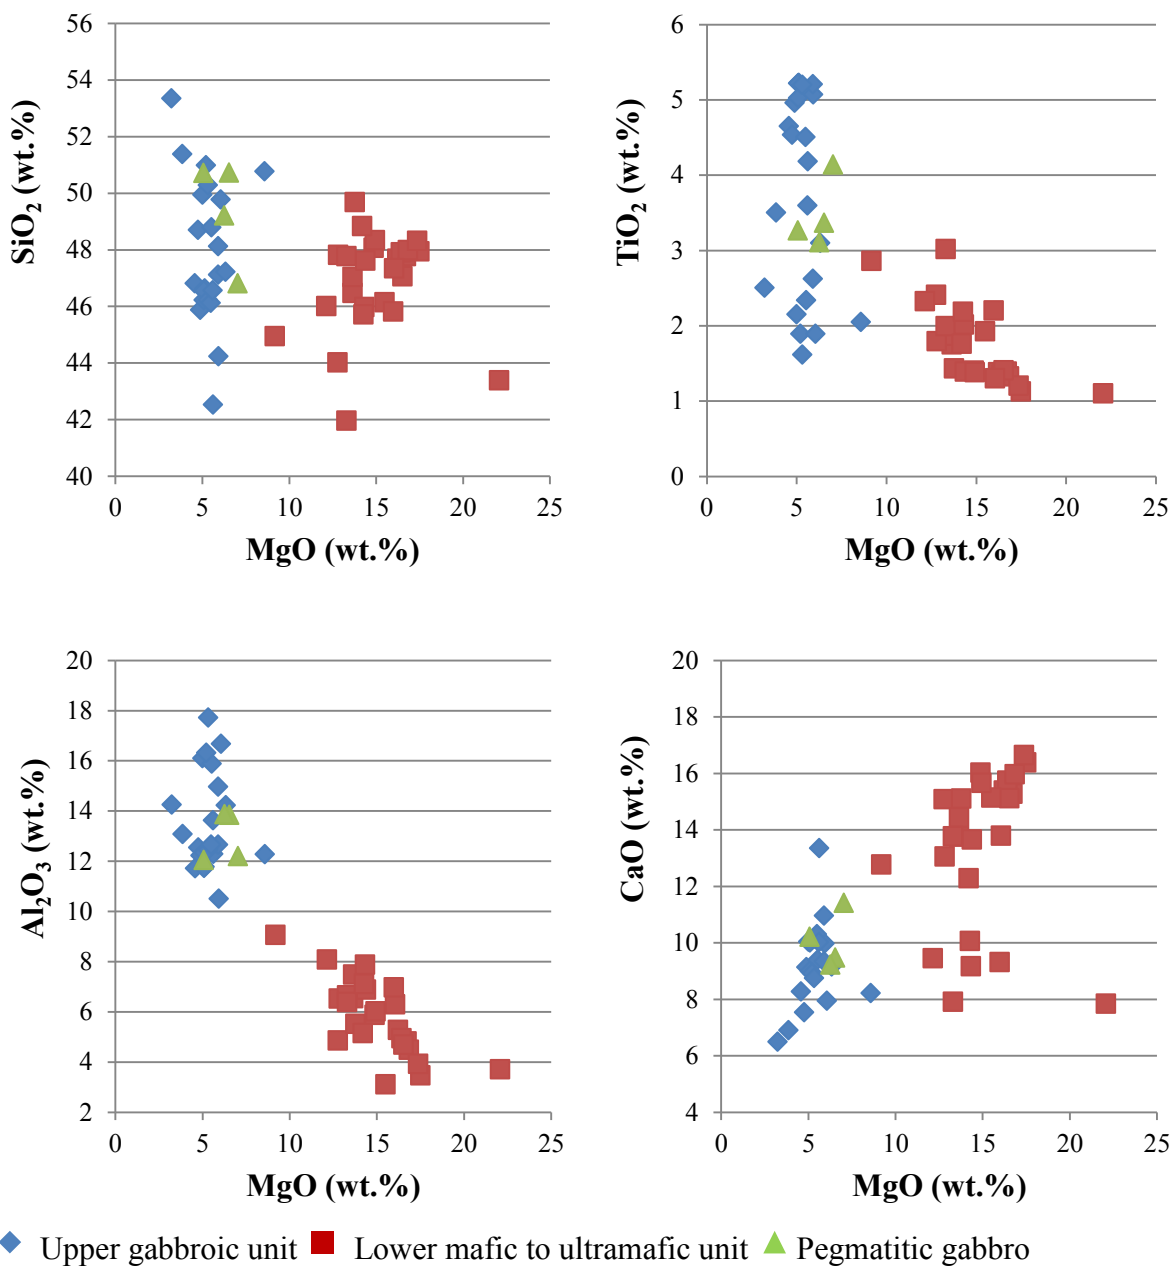 SiO2 (wt.%)
56
54
52
50
48
46
44
42
40
0 5 10 15 20 25
MgO (wt.%)
TiO2 (wt.%)
6
5
4
3
2
1
0
0 5 10 15 20 25
MgO (wt.%)
Al2O3 (wt.%)
20
18
16
14
12
10
8
6
4
2
0 5 10 15 20 25
MgO (wt.%)
CaO (wt.%)
20
18
16
14
12
10
8
6
4
0 5 10 15 20 25
MgO (wt.%)
Upper gabbroic unit Lower mafic to ultramafic unit Pegmatitic gabbro